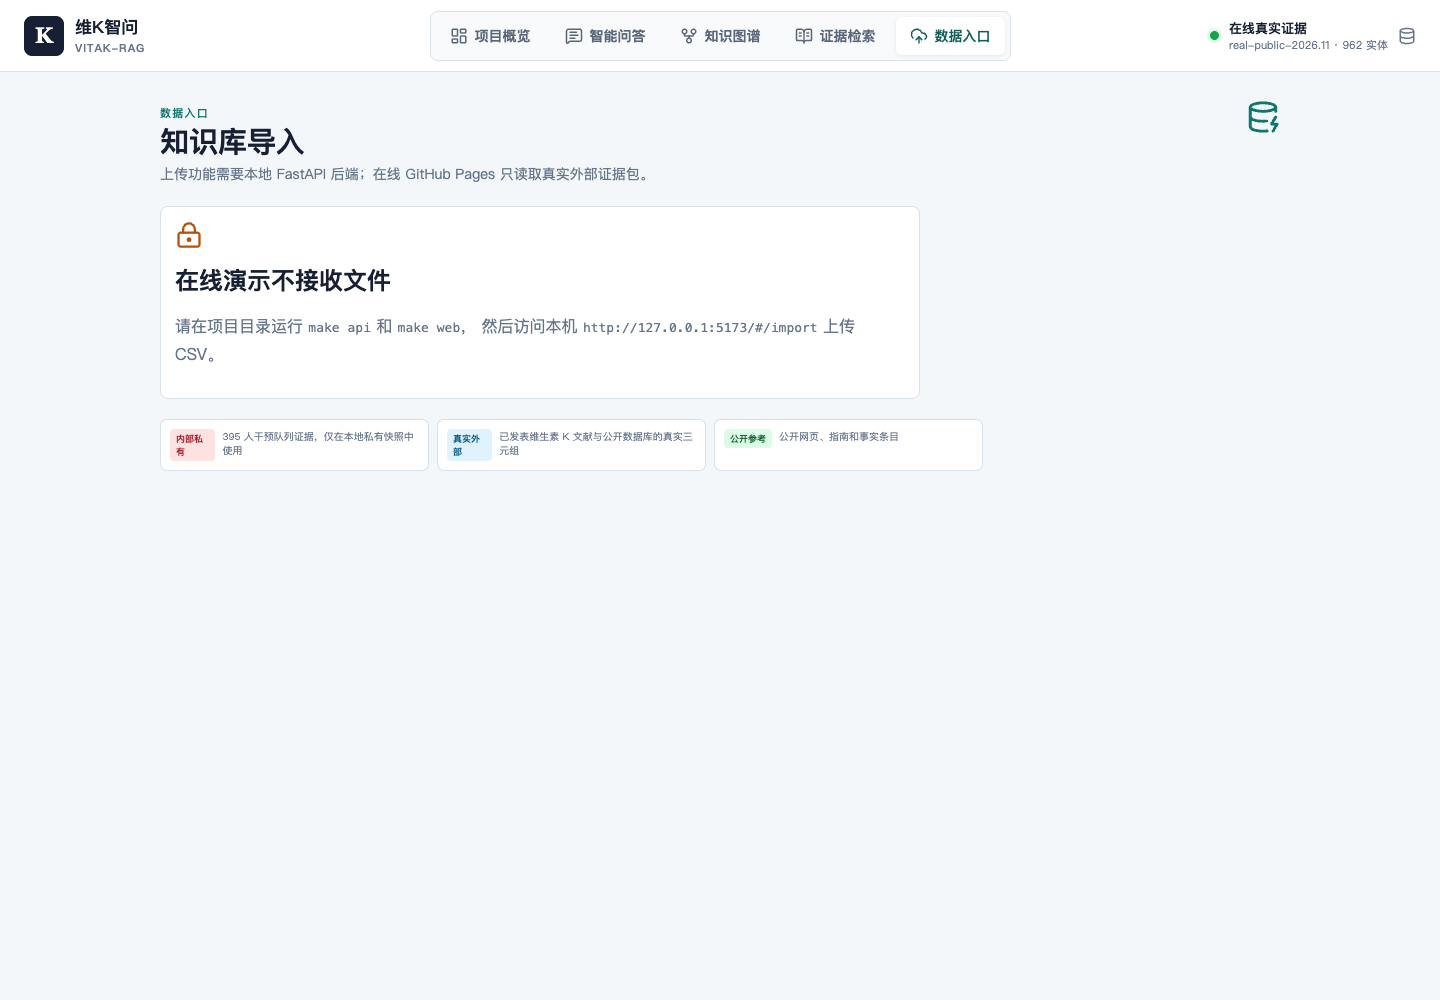 K
维K智问
VITAK-RAG
项目概览
智能问答
知识图谱
证据检索
数据入口
在线真实证据
real-public-2026.11 · 962 实体
数据入口
知识库导入
上传功能需要本地 FastAPI 后端；在线 GitHub Pages 只读取真实外部证据包。
在线演示不接收文件
请在项目目录运行 make api 和 make web， 然后访问本机 http://127.0.0.1:5173/#/import 上传
CSV。
内部私
有
395 人干预队列证据，仅在本地私有快照中
使用
真实外
部
已发表维生素 K 文献与公开数据库的真实三
元组
公开参考
公开网页、指南和事实条目